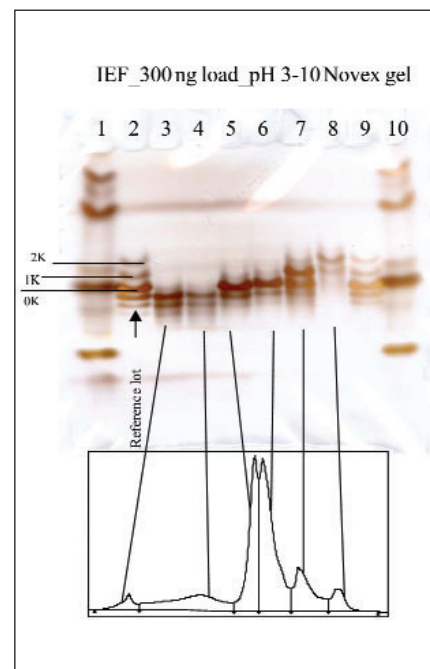 IEF_300 ng load_pH 3-10 Novex gel
1 2 3 4 5 6 7 8 9 10
2K
1K
0K
Reference lot